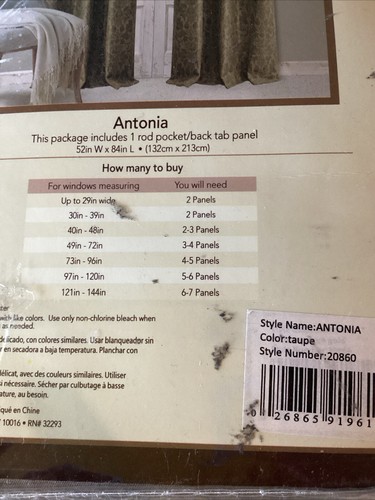 Antonia
This package includes 1 rod pocket/back tab panel
52in W x 84in L • (132cm x 213cm)
How many to buy
For windows measuring You will need
Up to 29in wide 2 Panels
30in - 39in 2 Panels
40in - 48in 2-3 Panels
49in - 72in 3-4 Panels
73in - 96in 4-5 Panels
97in - 120in 5-6 Panels
121in - 144in 6-7 Panels
with like colors. Use only non-chlorine bleach when
as needed.
delicado, con colores similares. Usar blanqueador sin
en secadora a baja temperatura. Planchar con
délicat, avec des couleurs similaires. Utiliser
si nécessaire. Sécher par culbutage à basse
au besoin.
en Chine
10016 • RN# 32293
Style Name:ANTONIA
Color:taupe
Style Number:20860
26865 91961